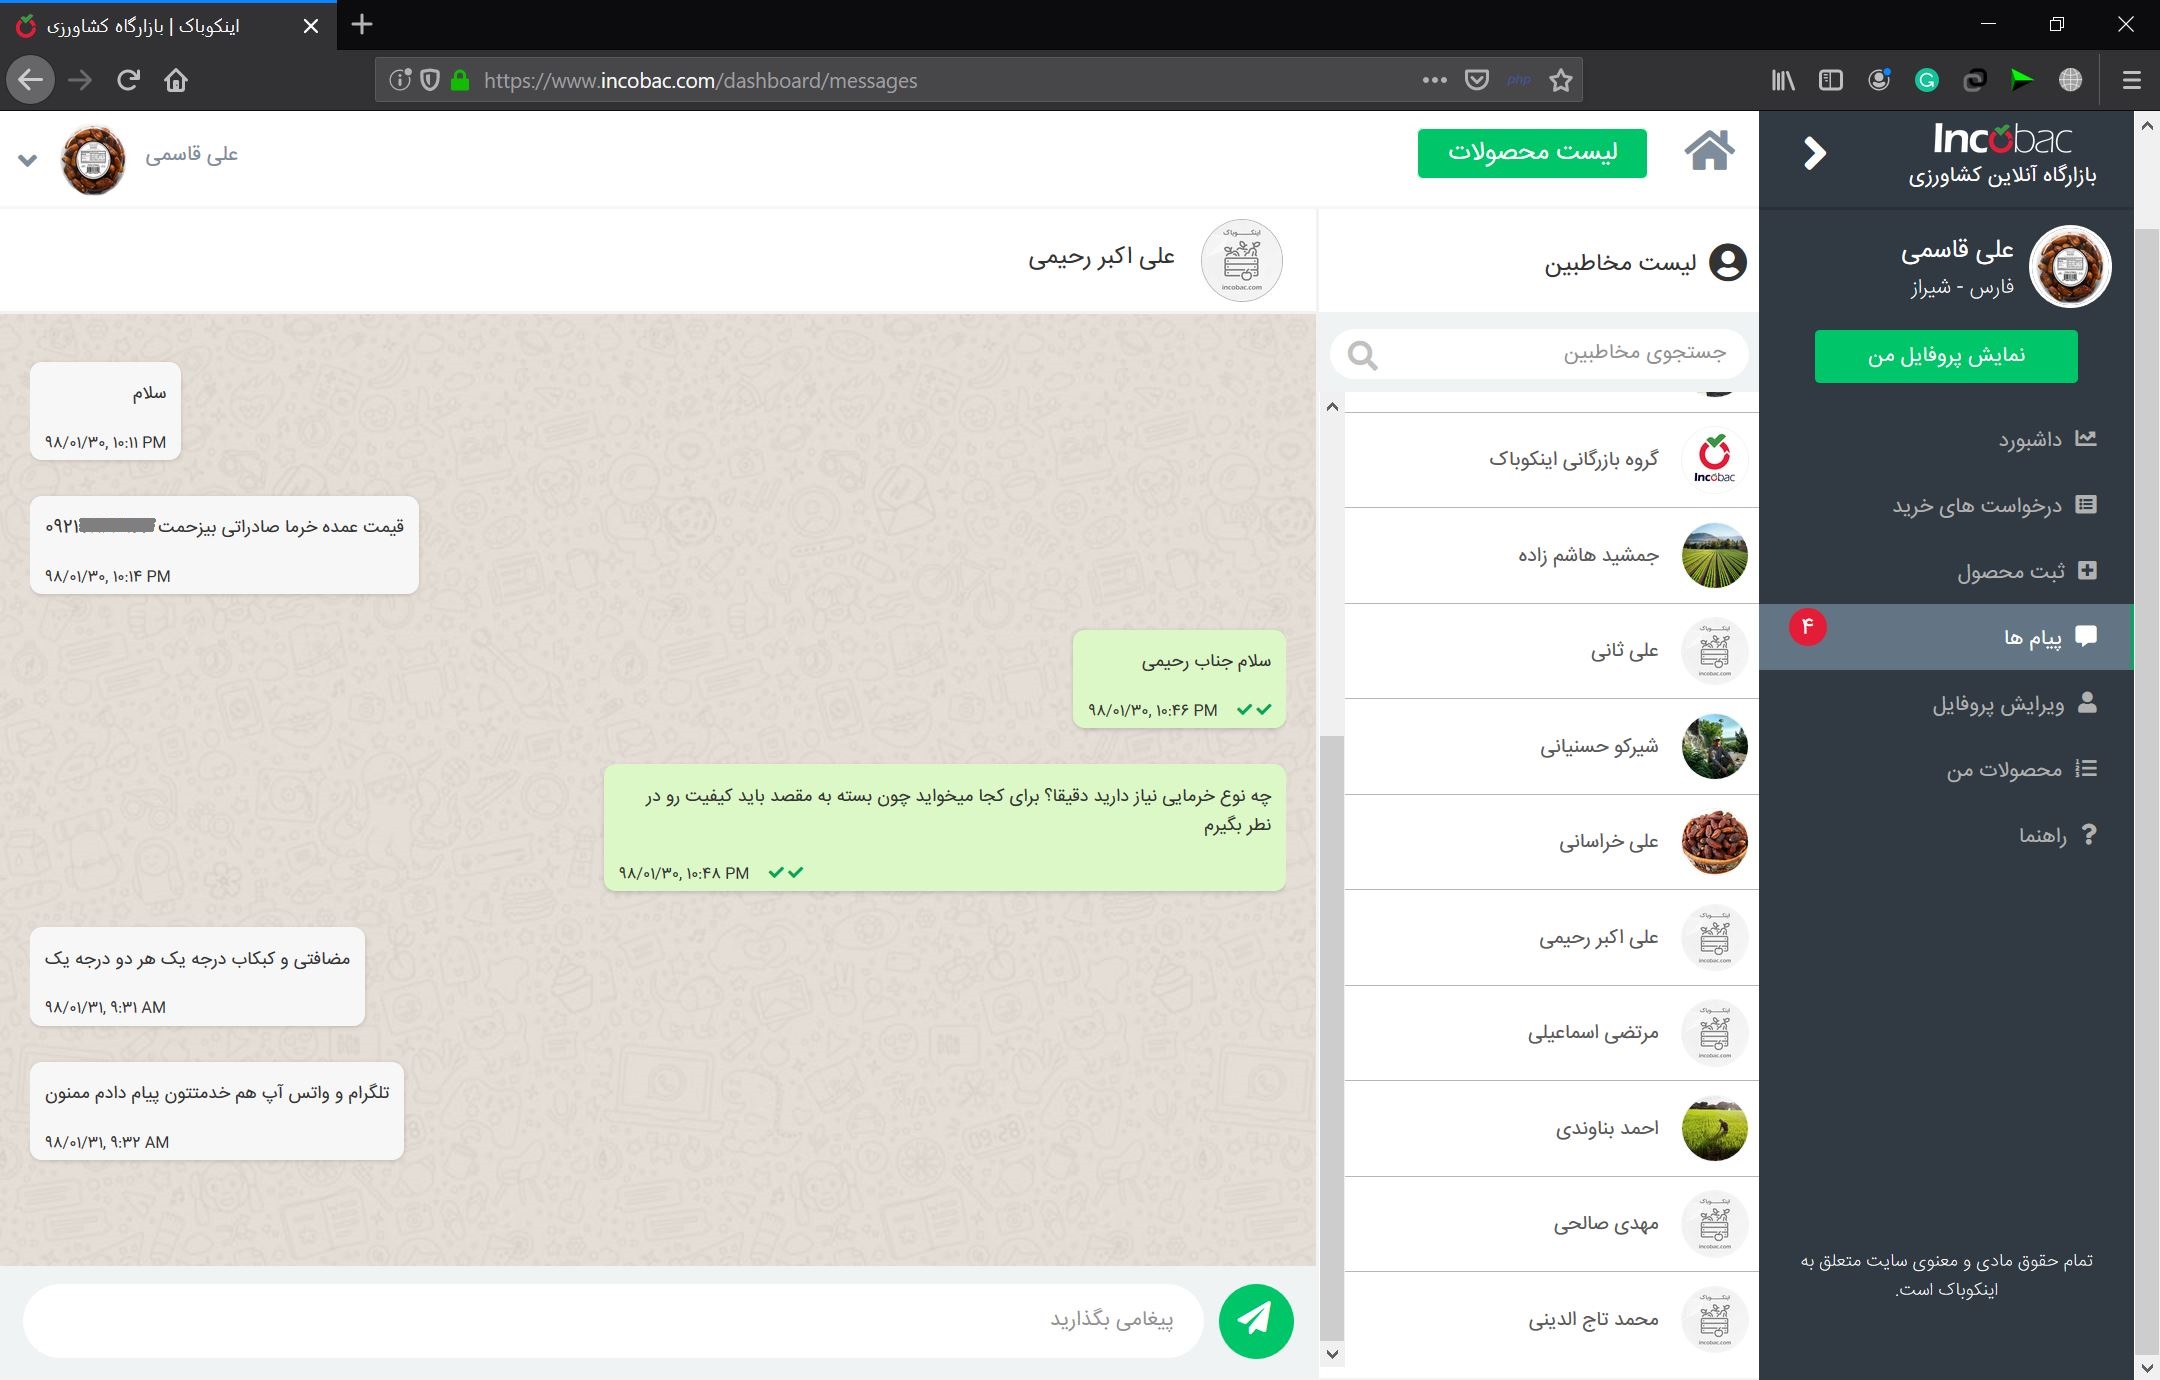 اینکوباک | بازارگاه کشاورزی
https://www.incobac.com/dashboard/messages
php
Incobac
بازارگاه آنلاین کشاورزی
لیست محصولات
علی قاسمی
علی قاسمی
فارس - شیراز
نمایش پروفایل من
داشبورد
درخواست های خرید
ثبت محصول
پیام ها
۴
ویرایش پروفایل
محصولات من
راهنما
تمام حقوق مادی و معنوی سایت متعلق به
اینکوباک است.
لیست مخاطبین
جستجوی مخاطبین
گروه بازرگانی اینکوباک
Incobac
جمشید هاشم زاده
علی ثانی
شیرکو حسنیانی
علی خراسانی
علی اکبر رحیمی
مرتضی اسماعیلی
احمد بناوندی
مهدی صالحی
محمد تاج الدینی
اینکوباک
incobac.com
علی اکبر رحیمی
سلام
۹۸/۰۱/۳۰, ۱۰:۱۱ PM
قیمت عمده خرما صادراتی بیزحمت ۰۹۲۱
۹۸/۰۱/۳۰, ۱۰:۱۴ PM
سلام جناب رحیمی
۹۸/۰۱/۳۰, ۱۰:۴۶ PM
چه نوع خرمایی نیاز دارید دقیقا؟ برای کجا میخواید چون بسته به مقصد باید کیفیت رو در
نطر بگیرم
۹۸/۰۱/۳۰, ۱۰:۴۸ PM
مضافتی و کبکاب درجه یک هر دو درجه یک
۹۸/۰۱/۳۱, ۹:۳۱ AM
تلگرام و واتس آپ هم خدمتتون پیام دادم ممنون
۹۸/۰۱/۳۱, ۹:۳۲ AM
پیغامی بگذارید